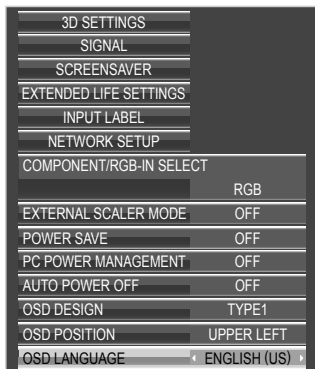 3D SETTINGS
SIGNAL
SCREENSAVER
EXTENDED LIFE SETTINGS
INPUT LABEL
NETWORK SETUP
COMPONENT/RGB-IN SELECT
RGB
EXTERNAL SCALER MODE OFF
POWER SAVE OFF
PC POWER MANAGEMENT OFF
AUTO POWER OFF OFF
OSD DESIGN TYPE1
OSD POSITION UPPER LEFT
OSD LANGUAGE ENGLISH (US)